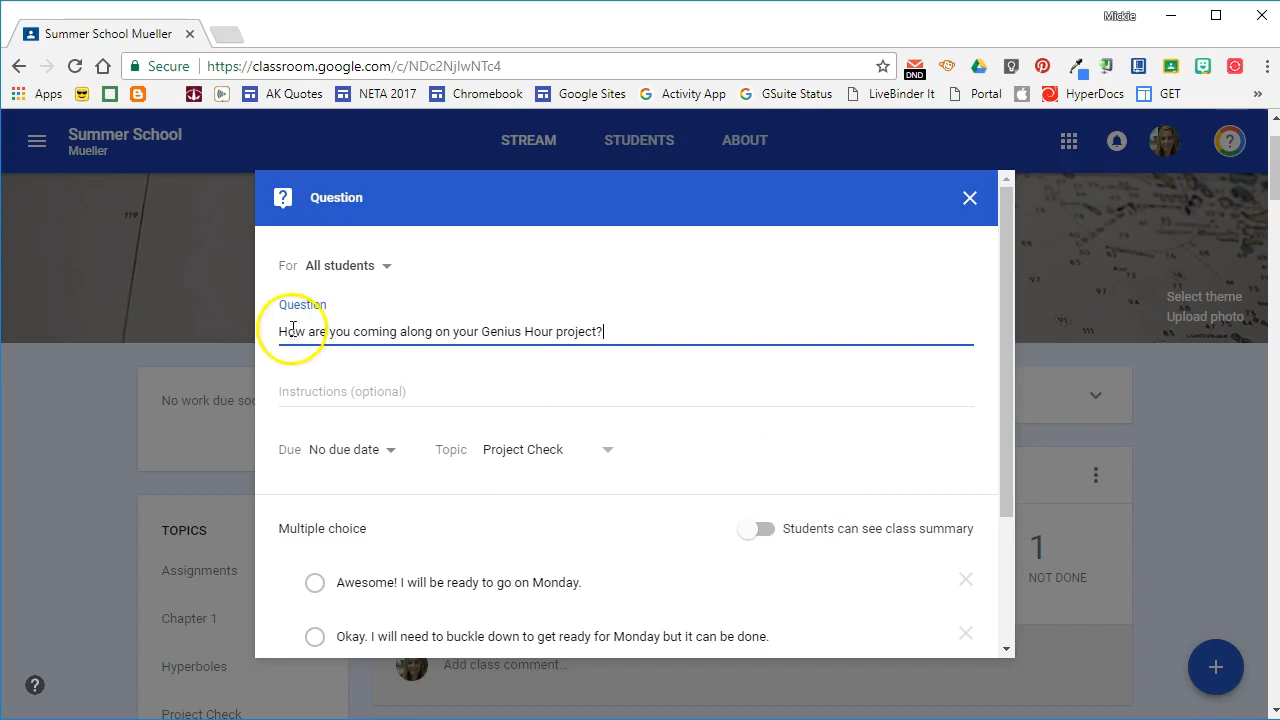 Mickie
Summer School Mueller
Secure https://classroom.google.com/c/NDc2NjIwNTc4
DND
Apps AK Quotes NETA 2017 Chromebook Google Sites Activity App GSuite Status LiveBinder It Portal HyperDocs GET »
Summer School
Mueller
STREAM STUDENTS ABOUT
Question
For All students
Question
How are you coming along on your Genius Hour project?
Instructions (optional)
Due No due date Topic Project Check
Multiple choice Students can see class summary
Awesome! I will be ready to go on Monday.
Okay. I will need to buckle down to get ready for Monday but it can be done.
Select theme
Upload photo
No work due so
TOPICS
Assignments
Chapter 1
Hyperboles
Project Check
1
NOT DONE
Add class comment...